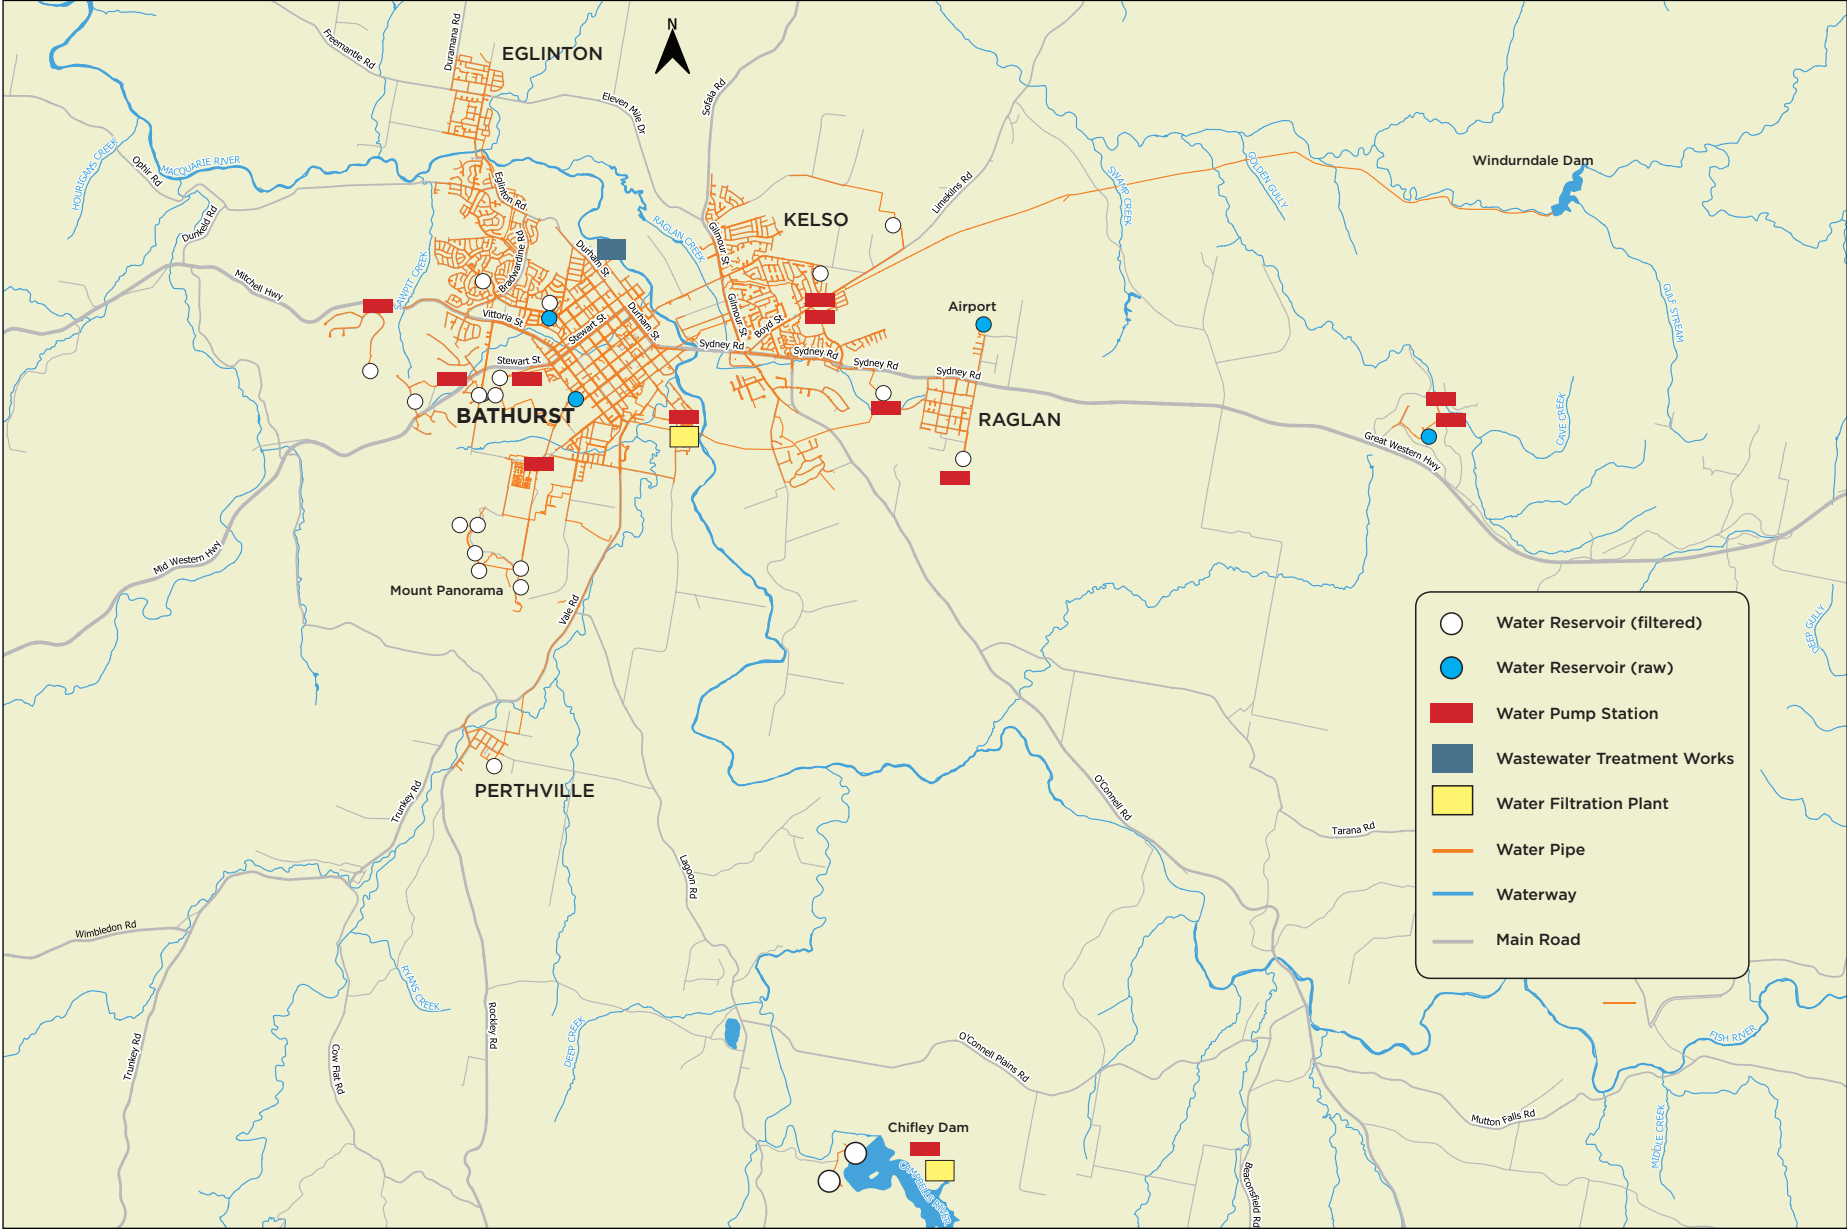 N
EGLINTON
Freemantle Rd
Duramana Rd
Eleven Mile Dr
Sofala Rd
HOURIGANS CREEK
Ophir Rd
MACQUARIE RIVER
Dunkeld Rd
Mitchell Hwy
SAWPIT CREEK
Eglinton Rd
Bradwardine Rd
Durham St
RAGLAN CREEK
KELSO
Gilmour St
Limekilns Rd
SWAMP CREEK
GOLDEN GULLY
Windurndale Dam
GULF STREAM
Vittoria St
Stewart St
Durham St
Gilmour St
Boyd St
Airport
Stewart St
Sydney Rd
Sydney Rd
Sydney Rd
Sydney Rd
BATHURST
RAGLAN
CAVE CREEK
Great Western Hwy
Mid Western Hwy
Mount Panorama
Vale Rd
DEEP GULLY
PERTHVILLE
Trunkey Rd
O'Connell Rd
Tarana Rd
Lagoon Rd
Wimbledon Rd
RYANS CREEK
Rockley Rd
DEEP CREEK
Trunkey Rd
Cow Flat Rd
O'Connell Plains Rd
FISH RIVER
Mutton Falls Rd
MIDDLE CREEK
Beaconsfield Rd
Chifley Dam
CAMPBELLS RIVER
Water Reservoir (filtered)
Water Reservoir (raw)
Water Pump Station
Wastewater Treatment Works
Water Filtration Plant
Water Pipe
Waterway
Main Road